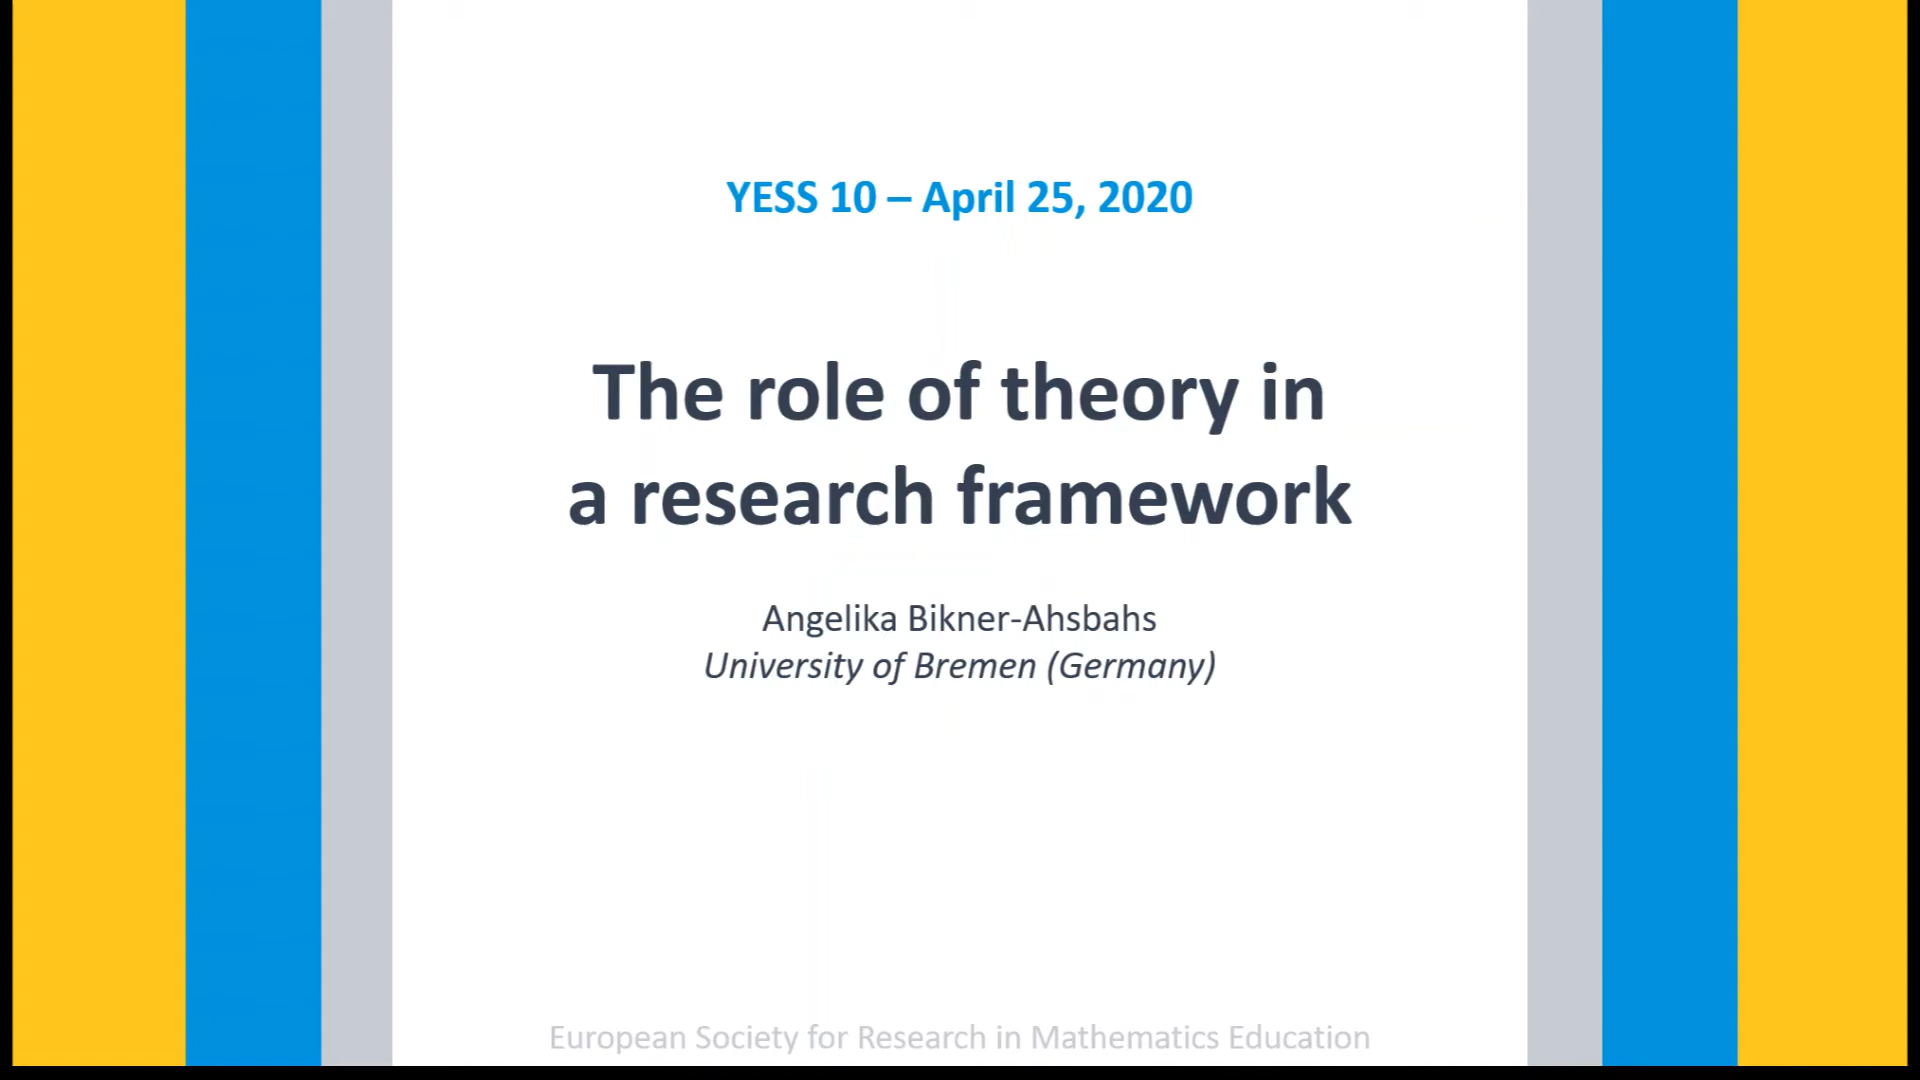 YESS 10 – April 25, 2020
The role of theory in
a research framework
Angelika Bikner-Ahsbahs
University of Bremen (Germany)
European Society for Research in Mathematics Education